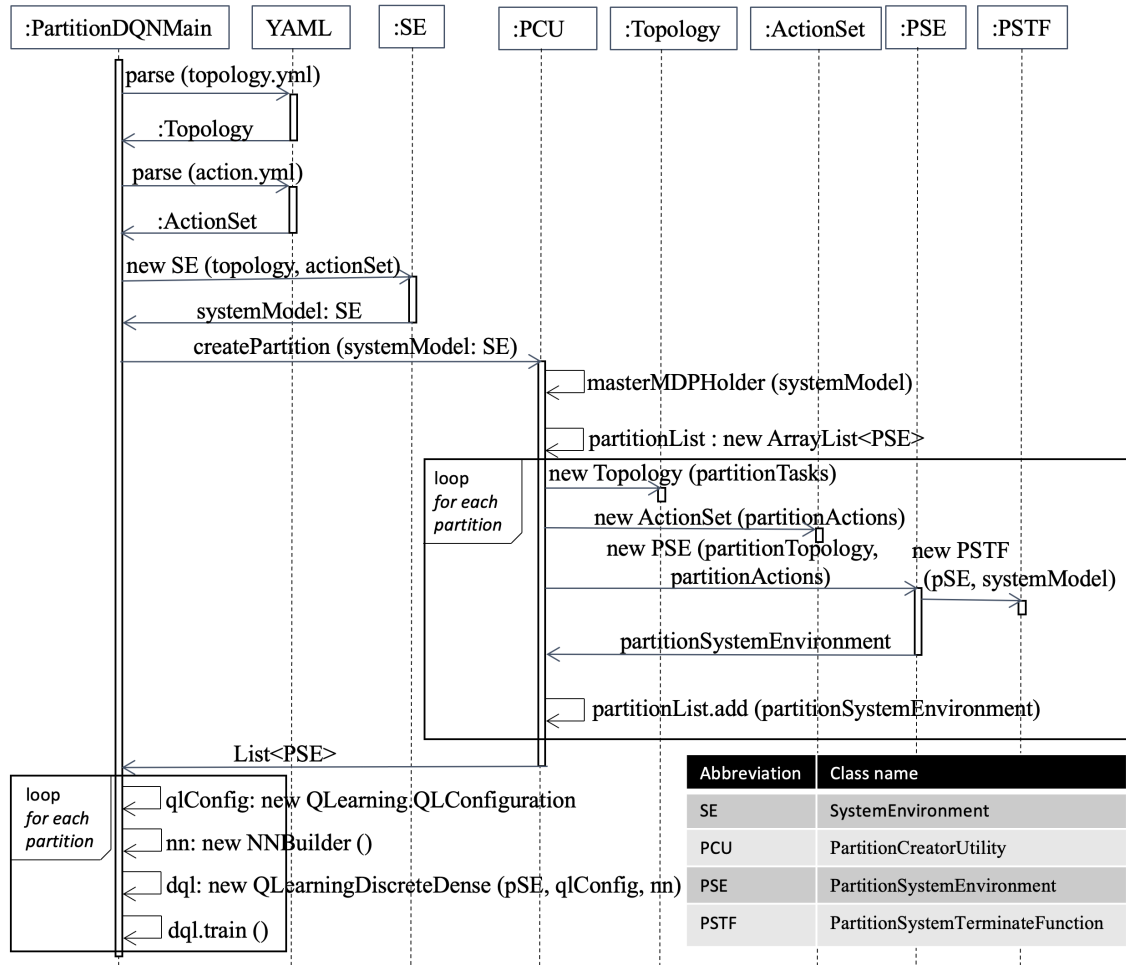 :PartitionDQNMain
YAML
:SE
:PCU
:Topology
:ActionSet
:PSE
:PSTF
parse (topology.yml)
:Topology
parse (action.yml)
:ActionSet
new SE (topology, actionSet)
systemModel: SE
createPartition (systemModel: SE)
masterMDPHolder (systemModel)
partitionList : new ArrayList<PSE>
loop
for each
partition
new Topology (partitionTasks)
new ActionSet (partitionActions)
new PSE (partitionTopology,
partitionActions)
new PSTF
(pSE, systemModel)
partitionSystemEnvironment
partitionList.add (partitionSystemEnvironment)
List<PSE>
loop
for each
partition
qlConfig: new QLearning.QLConfiguration
nn: new NNBuilder ()
dql: new QLearningDiscreteDense (pSE, qlConfig, nn)
dql.train ()
Abbreviation Class name
SE SystemEnvironment
PCU PartitionCreatorUtility
PSE PartitionSystemEnvironment
PSTF PartitionSystemTerminateFunction